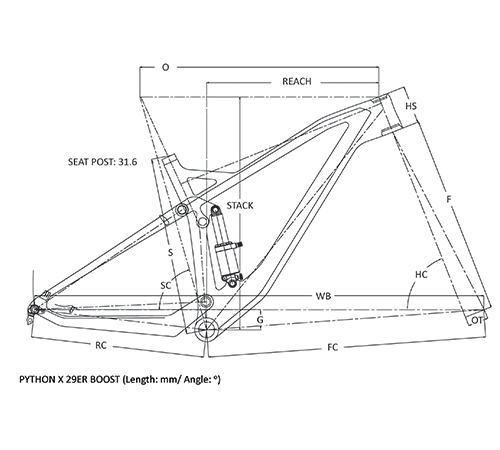 O
REACH
HS
SEAT POST: 31.6
F
STACK
S
HC
SC
WB
G
OT
RC
FC
PYTHON X 29ER BOOST (Length: mm/ Angle: º)